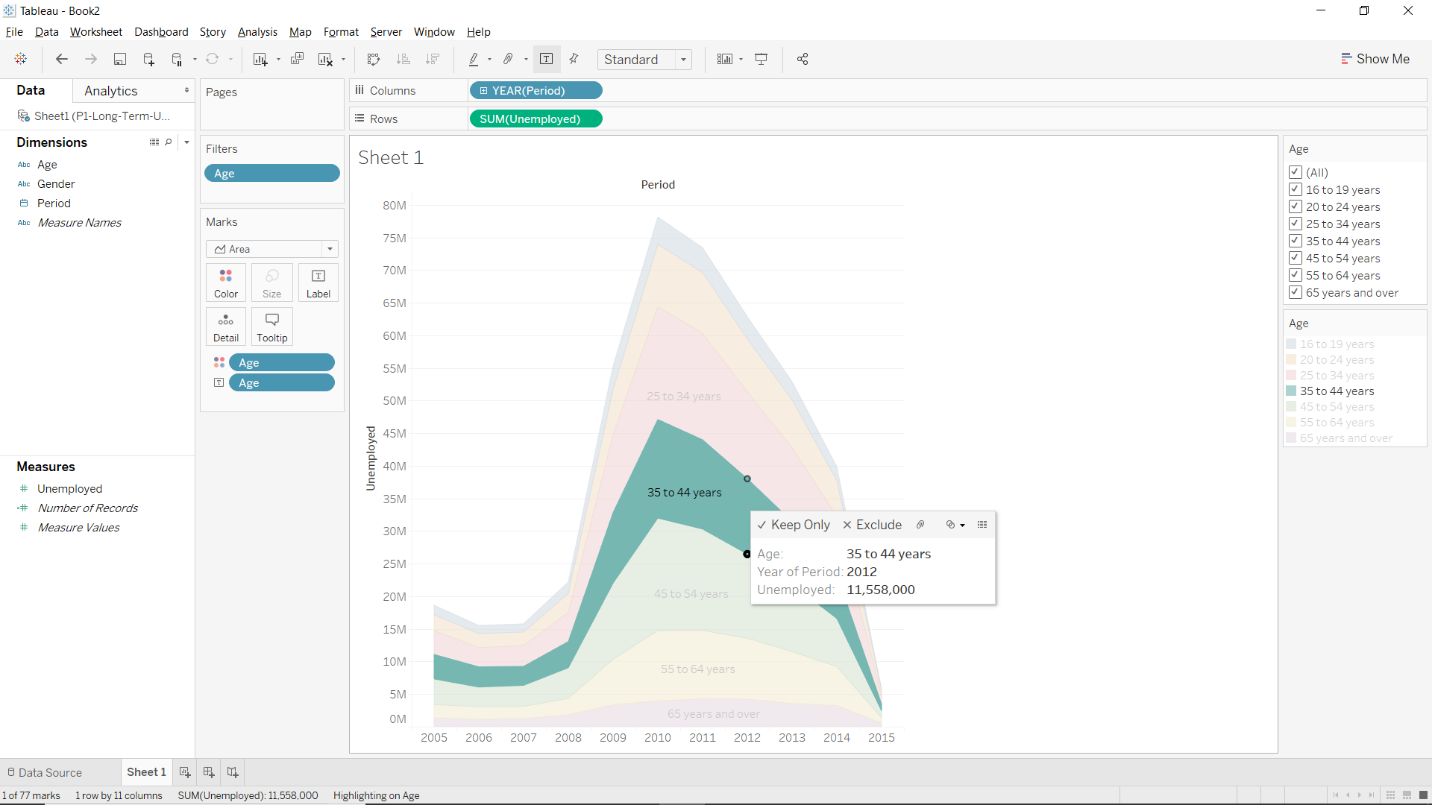 Tableau - Book2
File Data Worksheet Dashboard Story Analysis Map Format Server Window Help
Standard
Show Me
Data
Analytics
Sheet1 (P1-Long-Term-U...
Dimensions
Abc Age
Abc Gender
Period
Abc Measure Names
Measures
# Unemployed
# Number of Records
# Measure Values
Pages
Filters
Age
Marks
Area
Color Size Label
Detail Tooltip
Age
Age
Columns YEAR(Period)
Rows SUM(Unemployed)
Sheet 1
Period
Unemployed
80M
75M
70M
65M
60M
55M
50M
45M
40M
35M
30M
25M
20M
15M
10M
5M
0M
25 to 34 years
35 to 44 years
45 to 54 years
55 to 64 years
65 years and over
2005 2006 2007 2008 2009 2010 2011 2012 2013 2014 2015
Keep Only Exclude
Age: 35 to 44 years
Year of Period: 2012
Unemployed: 11,558,000
Age
(All)
16 to 19 years
20 to 24 years
25 to 34 years
35 to 44 years
45 to 54 years
55 to 64 years
65 years and over
Age
16 to 19 years
20 to 24 years
25 to 34 years
35 to 44 years
45 to 54 years
55 to 64 years
65 years and over
Data Source
Sheet 1
1 of 77 marks 1 row by 11 columns SUM(Unemployed): 11,558,000 Highlighting on Age